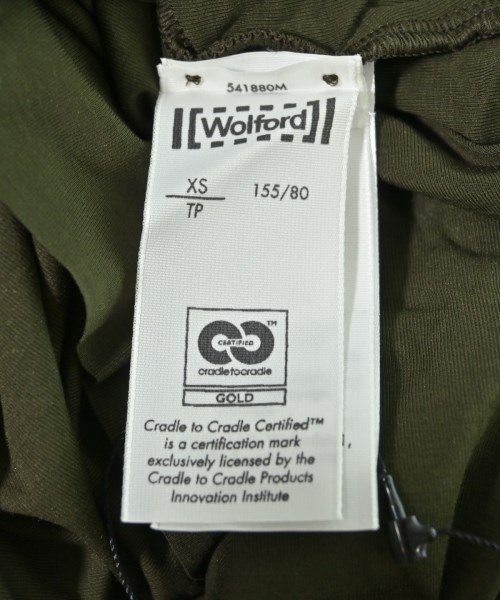 541880M
[Wolford]
XS 155/80
TP
CERTIFIED ™
cradletocradle
GOLD
Cradle to Cradle Certified™
is a certification mark
exclusively licensed by the
Cradle to Cradle Products
Innovation Institute